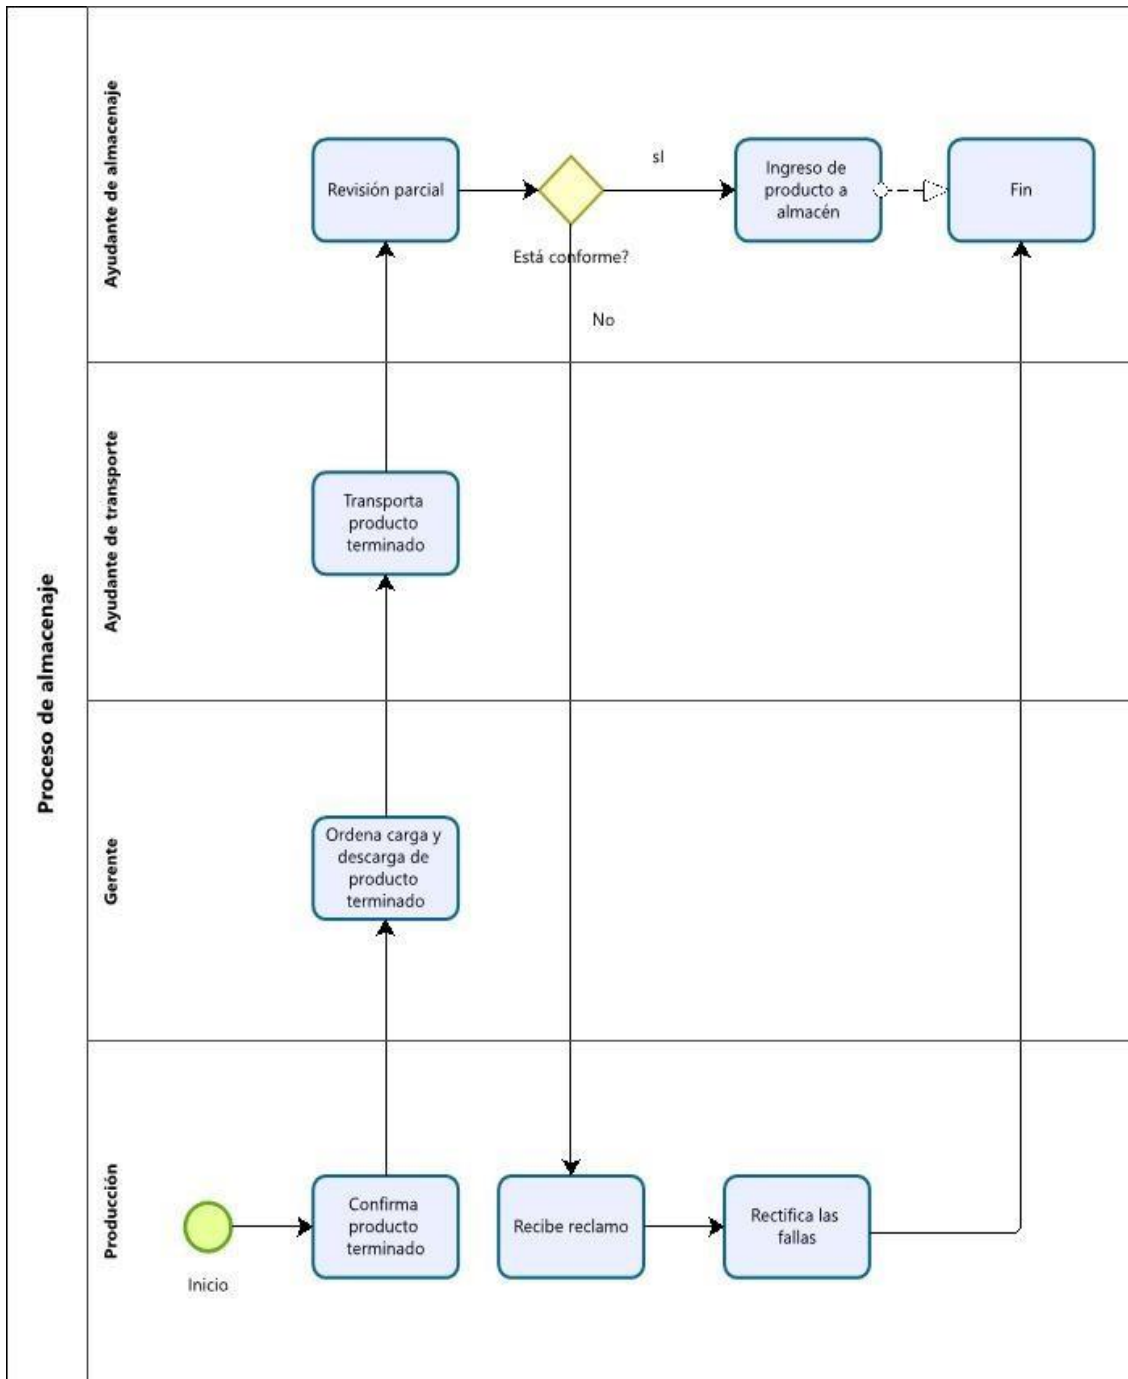 Proceso de almacenaje
Ayudante de almacenaje
Revisión parcial
Está conforme?
sI
No
Ingreso de
producto a
almacén
Fin
Ayudante de transporte
Transporta
producto
terminado
Gerente
Ordena carga y
descarga de
producto
terminado
Producción
Inicio
Confirma
producto
terminado
Recibe reclamo
Rectifica las
fallas